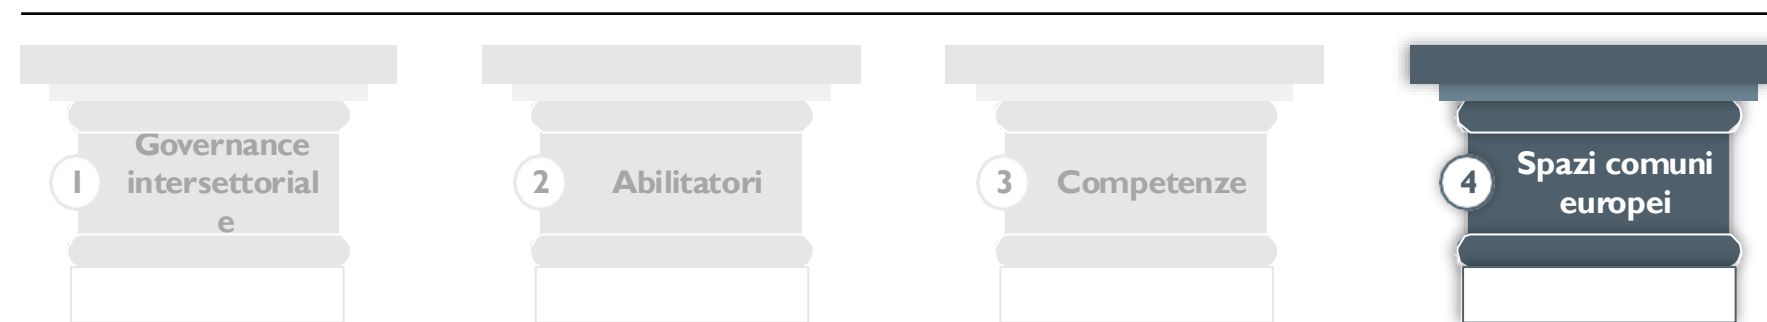 1
Governance
intersettorial
e
2
Abilitatori
3
Competenze
4
Spazi comuni
europei